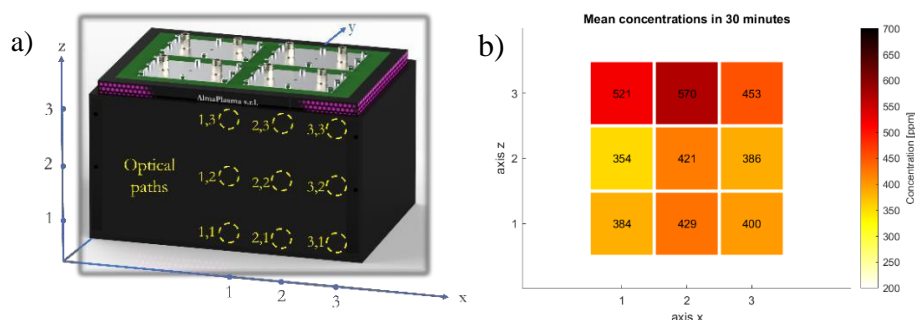 a)
z
y
AlmaPlasma s.r.l.
3
1,3 2,3 3,3
2
Optical
paths
1,2 2,2 3,2
1
1,1 2,1 3,1
1 2 3
x
b)
Mean concentrations in 30 minutes
axis z
3
2
1
521 570 453
354 421 386
384 429 400
1 2 3
axis x
700
650
600
550
500
450
400
350
300
250
200
Concentration [ppm]